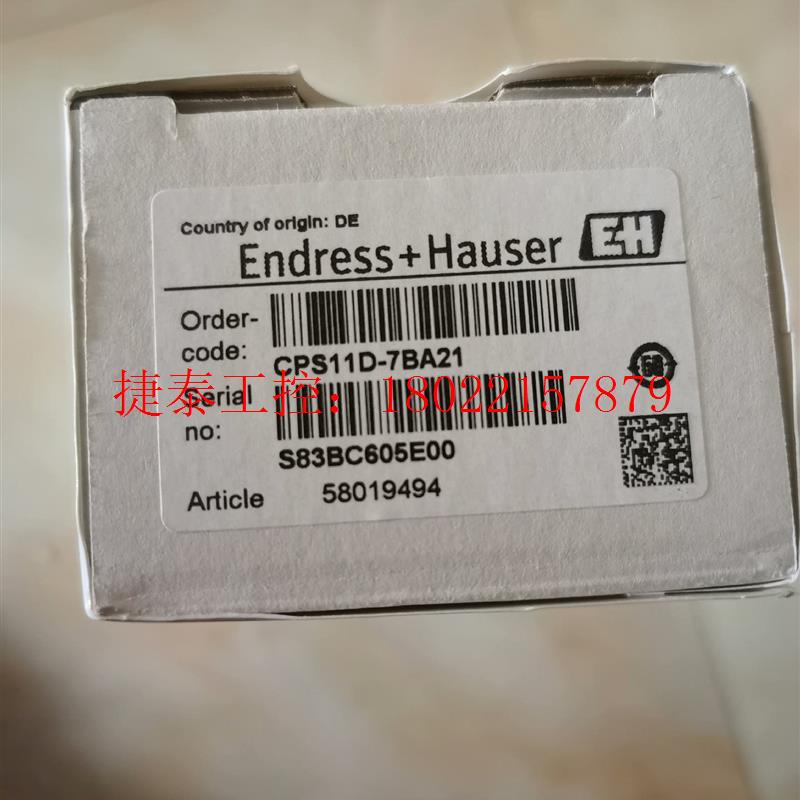 Country of origin: DE
Endress+Hauser EH
Order-
code:
CPS11D-7BA21
捷泰工控：18022157879
Serial
no:
S83BC605E00
Article 58019494